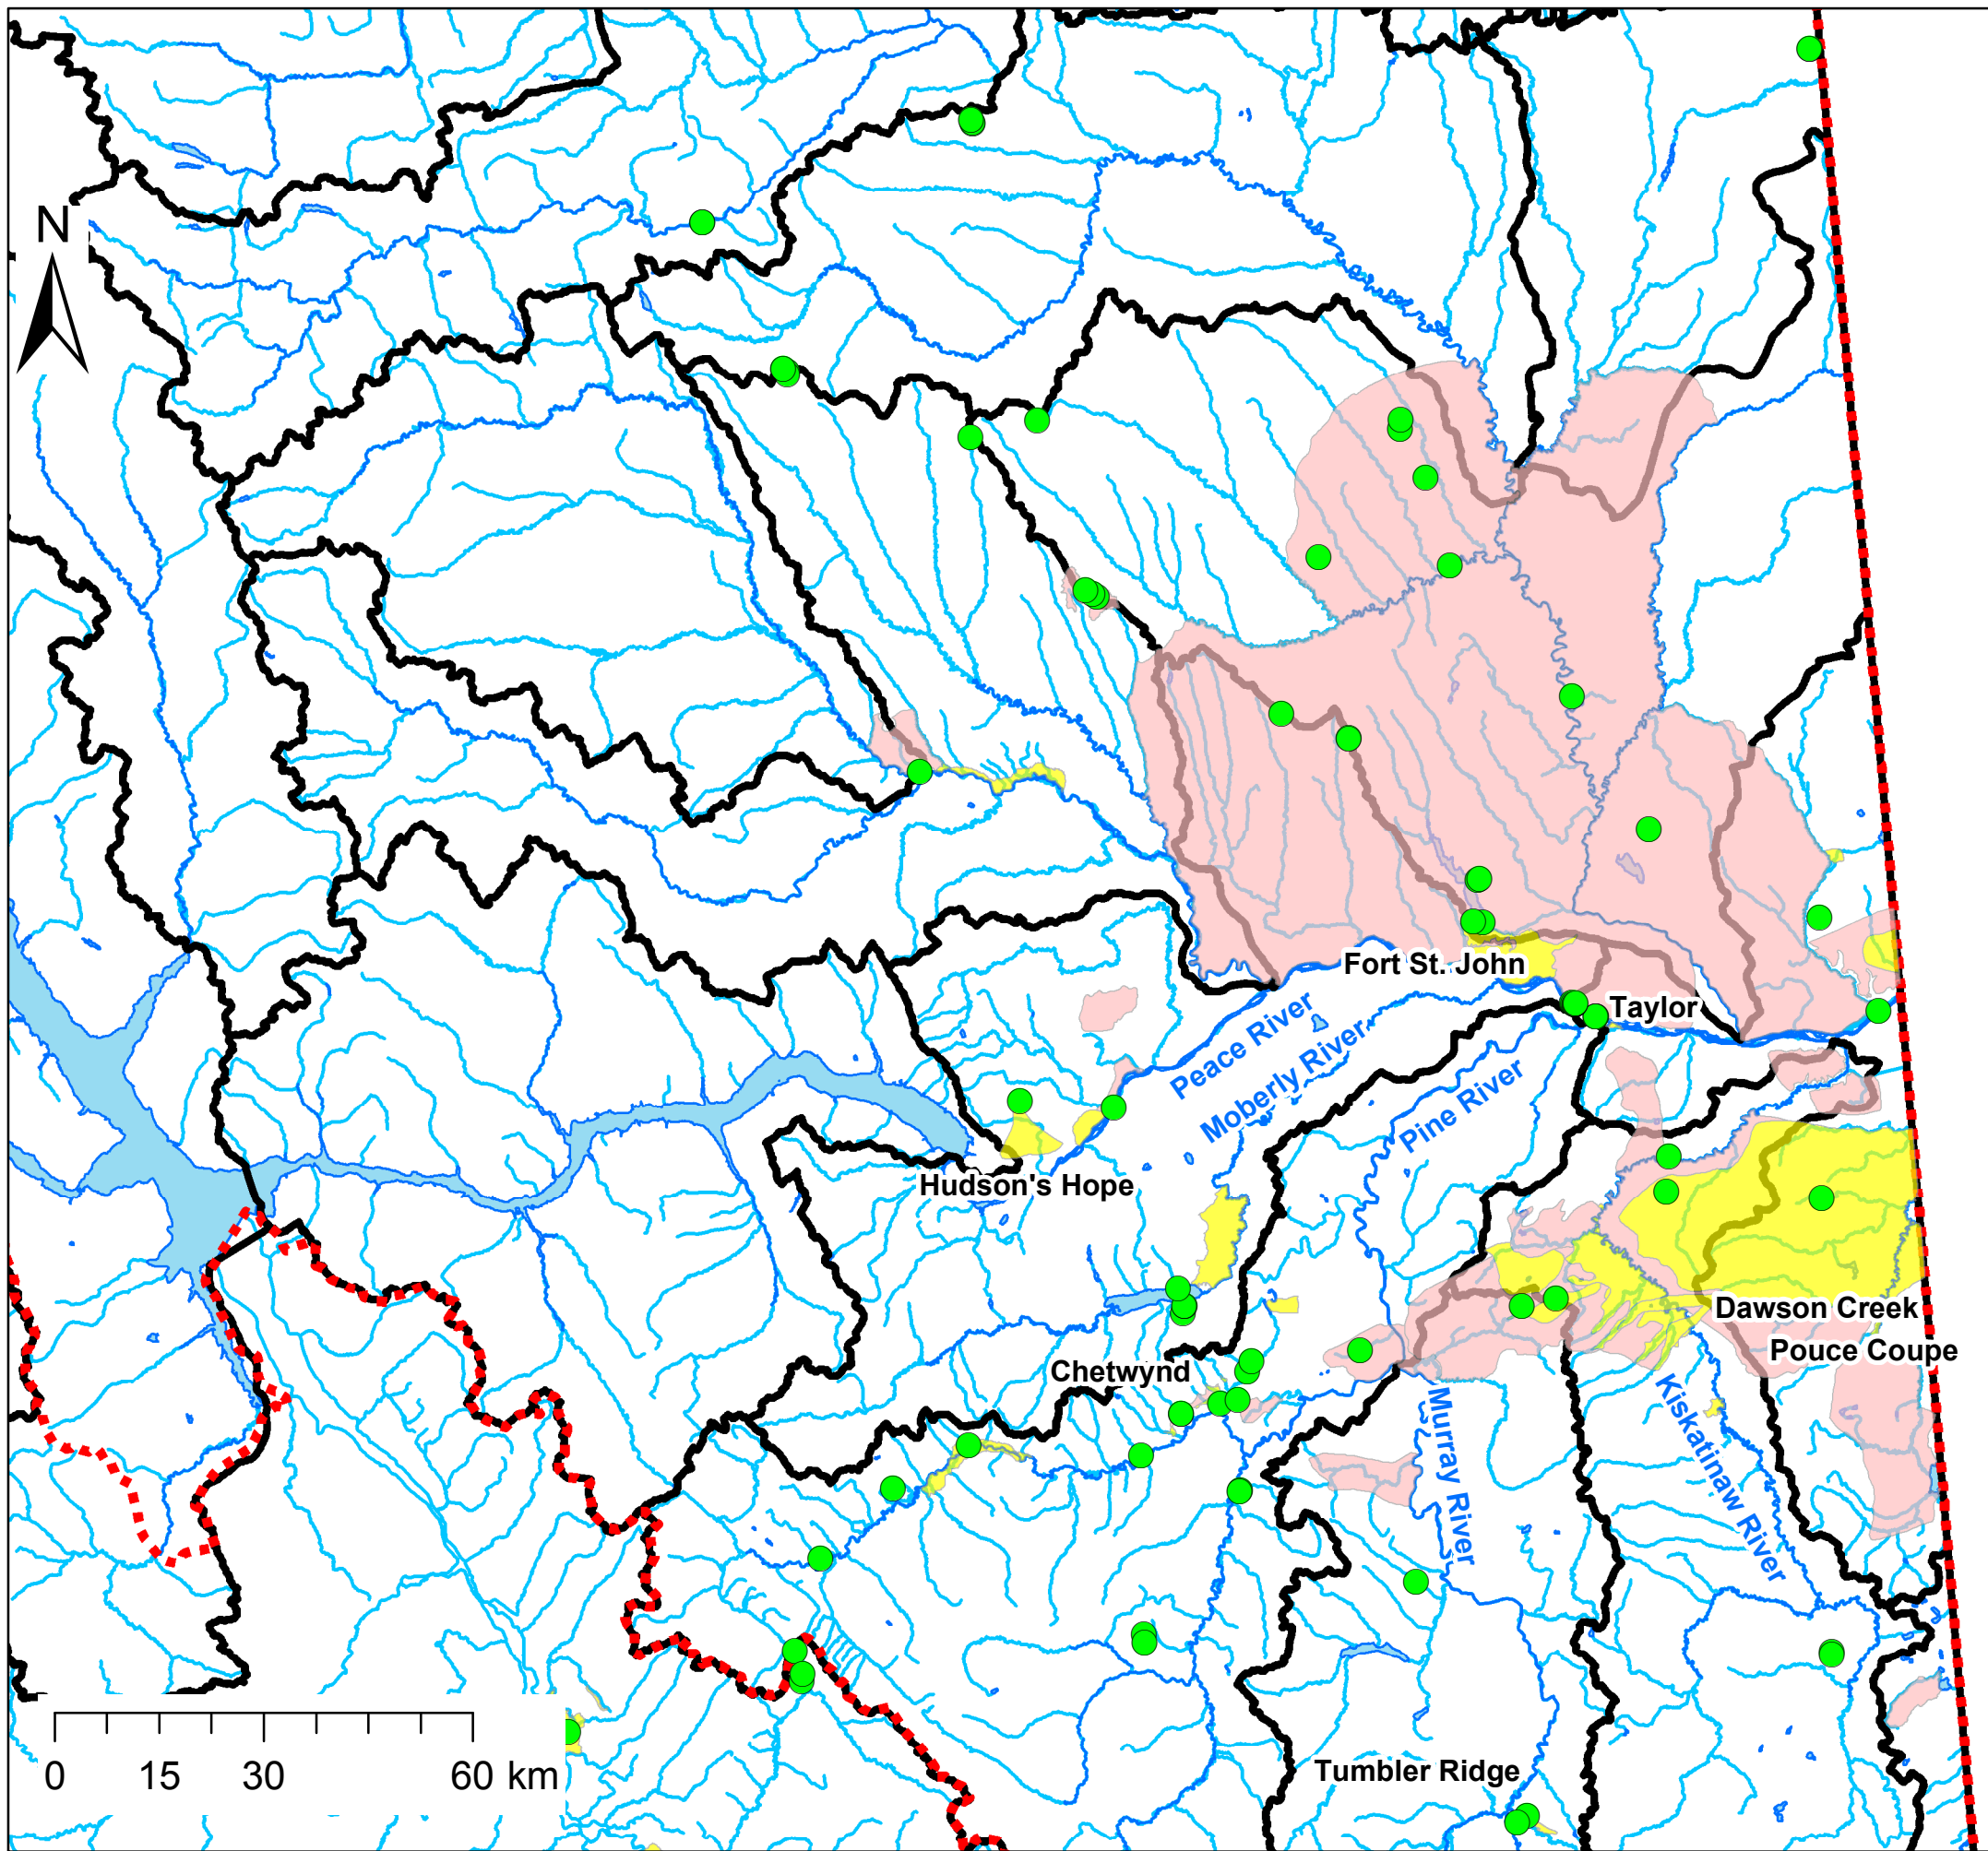 N
Fort St. John
Taylor
Peace River
Moberly River
Pine River
Hudson's Hope
Dawson Creek
Pouce Coupe
Chetwynd
Murray River
Kiskatinaw River
Tumbler Ridge
0 15 30 60 km